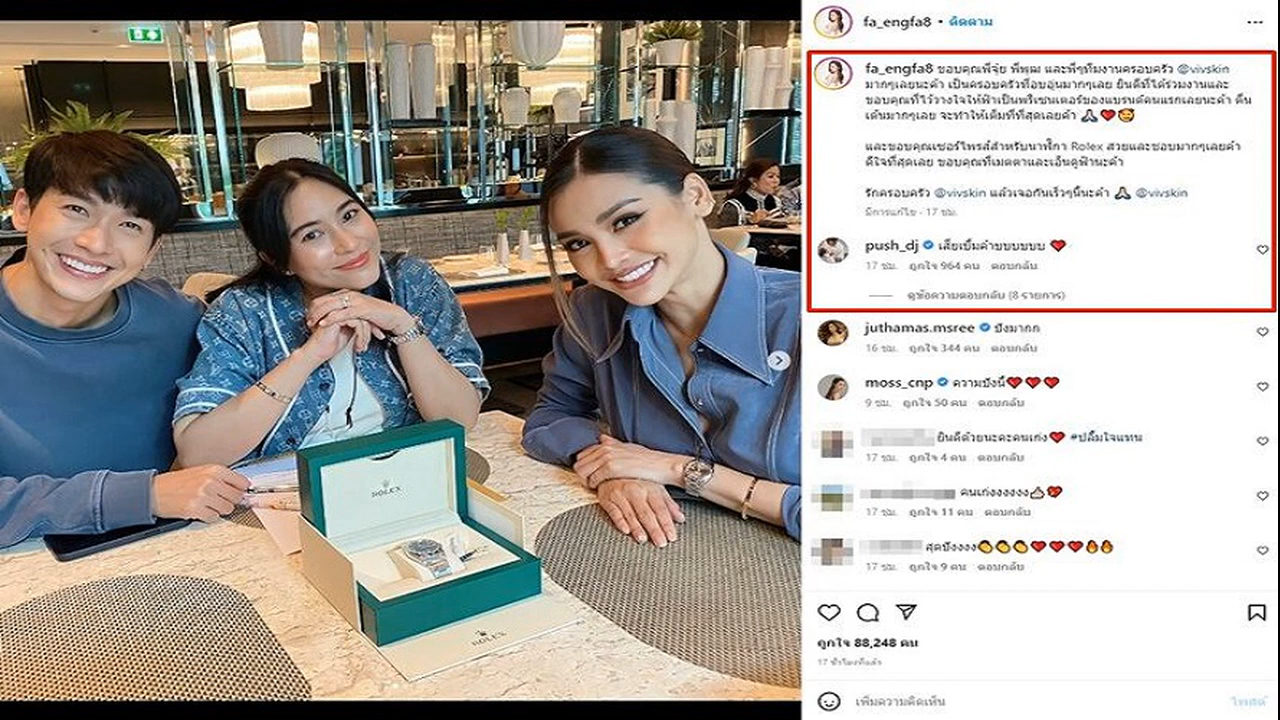 fa_engfa8 • ติดตาม
fa_engfa8 ขอบคุณพี่จุ๋ย พี่พุฒ และพี่ๆทีมงานครอบครัว @vivskin
มากๆเลยนะค้า เป็นครอบครัวที่อบอุ่นมากๆเลย ยินดีที่ได้ร่วมงานและ
ขอบคุณที่ไว้วางใจให้ฟ้าเป็นพรีเซนเตอร์ของแบรนด์คนแรกเลยนะค้า ตื่น
เต้นมากๆเลย จะทำให้เต็มที่ที่สุดเลยค้า 🙏❤️🥰
และขอบคุณเซอร์ไพรส์สำหรับนาฬิกา Rolex สวยและชอบมากๆเลยค้า
ดีใจที่สุดเลย ขอบคุณที่เมตตาและเอ็นดูฟ้านะค้า
รักครอบครัว @vivskin แล้วเจอกันเร็วๆนี้นะค้า 🙏 @vivskin
มีการแก้ไข · 17 ชม.
push_dj เสี่ยเข้มค้าบบบบบ ❤️
17 ชม. ถูกใจ 964 คน ตอบกลับ
ดูข้อความตอบกลับ (8 รายการ)
juthamas.msree ปังมากก
16 ชม. ถูกใจ 344 คน ตอบกลับ
moss_cnp ความปังนี้❤️❤️❤️
9 ชม. ถูกใจ 50 คน ตอบกลับ
ยินดีด้วยนะคะคนเก่ง❤️ #ปลื้มใจแทน
17 ชม. ถูกใจ 4 คน ตอบกลับ
คนเก่งงงงงง
17 ชม. ถูกใจ 11 คน ตอบกลับ
สุดปังงงง👏👏👏❤️❤️❤️🔥🔥
17 ชม. ถูกใจ 9 คน ตอบกลับ
ถูกใจ 88,248 คน
17 ชั่วโมงที่แล้ว
เพิ่มความคิดเห็น
โพสต์
ROLEX
ROLEX